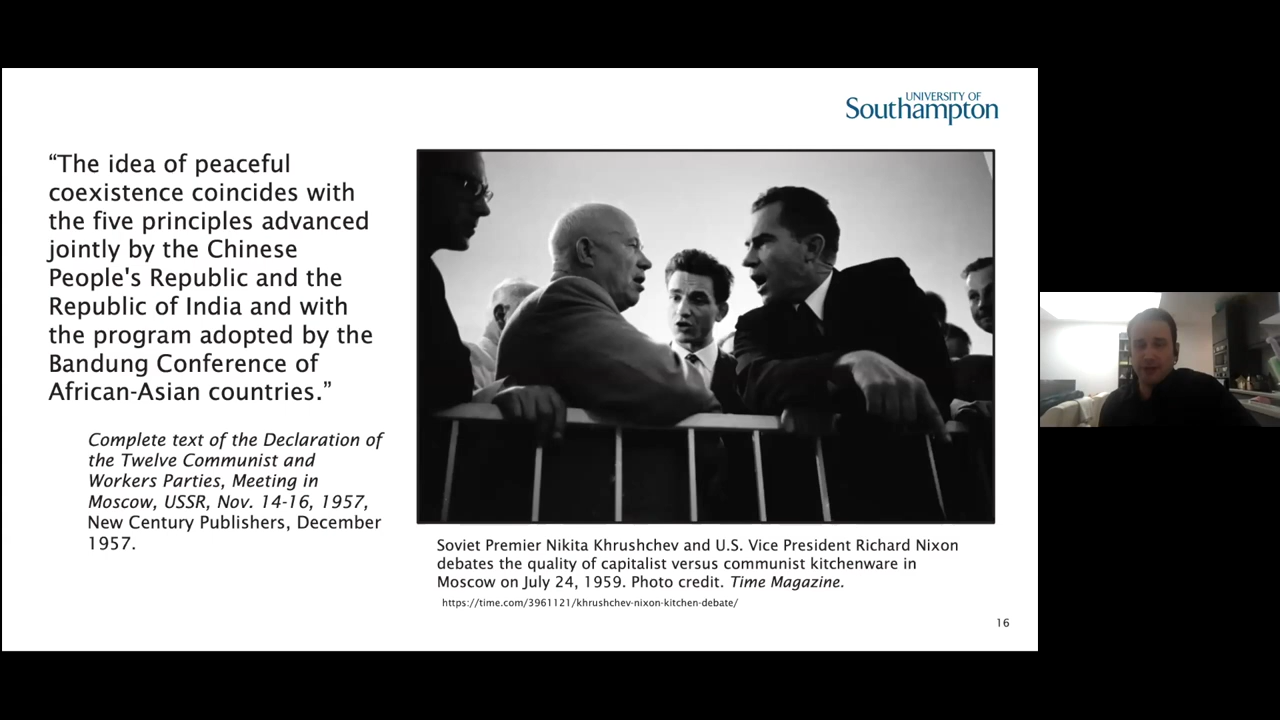 UNIVERSITY OF
Southampton
“The idea of peaceful
coexistence coincides with
the five principles advanced
jointly by the Chinese
People's Republic and the
Republic of India and with
the program adopted by the
Bandung Conference of
African-Asian countries.”
Complete text of the Declaration of
the Twelve Communist and
Workers Parties, Meeting in
Moscow, USSR, Nov. 14-16, 1957,
New Century Publishers, December
1957.
Soviet Premier Nikita Khrushchev and U.S. Vice President Richard Nixon
debates the quality of capitalist versus communist kitchenware in
Moscow on July 24, 1959. Photo credit. Time Magazine.
https://time.com/3961121/khrushchev-nixon-kitchen-debate/
16